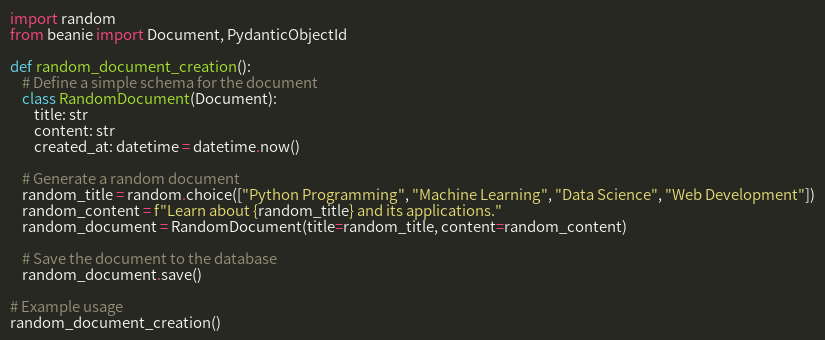 import random
from beanie import Document, PydanticObjectId

def random_document_creation():
    # Define a simple schema for the document
    class RandomDocument(Document):
        title: str
        content: str
        created_at: datetime = datetime.now()

    # Generate a random document
    random_title = random.choice(["Python Programming", "Machine Learning", "Data Science", "Web Development"])
    random_content = f"Learn about {random_title} and its applications."
    random_document = RandomDocument(title=random_title, content=random_content)

    # Save the document to the database
    random_document.save()

# Example usage
random_document_creation()